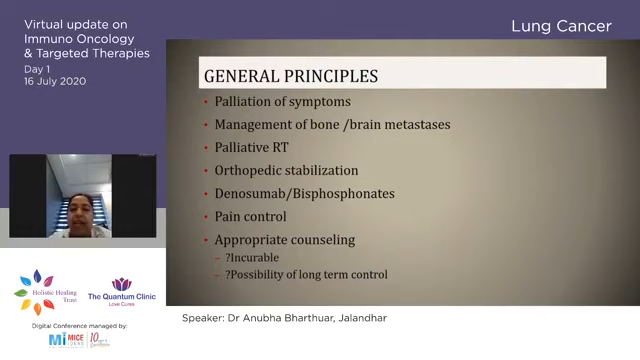 Virtual update on
Immuno Oncology
& Targeted Therapies
Day 1
16 July 2020
Lung Cancer
GENERAL PRINCIPLES
• Palliation of symptoms
• Management of bone /brain metastases
• Palliative RT
• Orthopedic stabilization
• Denosumab/Bisphosphonates
• Pain control
• Appropriate counseling
– ?Incurable
– ?Possibility of long term control
Holistic Healing
Trust
The Quantum Clinic
Digital Conference managed by:
MICE
10
Speaker: Dr Anubha Bharthuar, Jalandhar